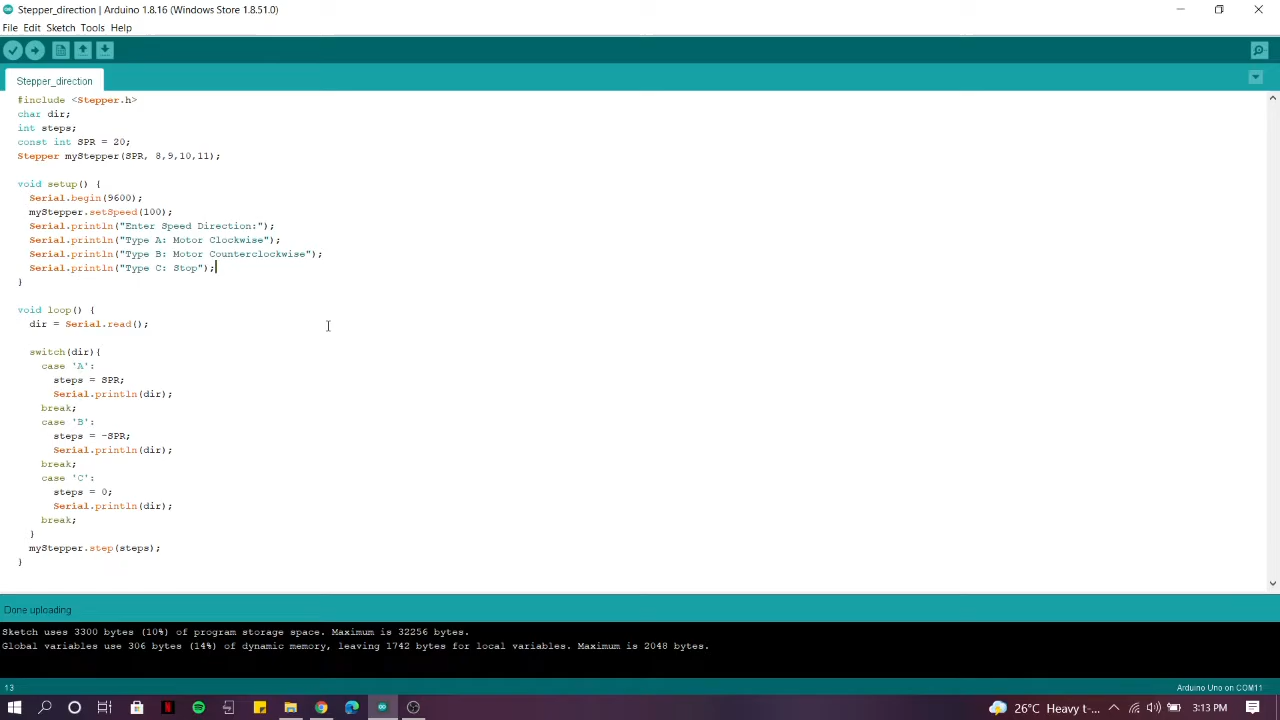 Stepper_direction | Arduino 1.8.16 (Windows Store 1.8.51.0)
File Edit Sketch Tools Help
Stepper_direction
#include <Stepper.h>
char dir;
int steps;
const int SPR = 20;
Stepper myStepper(SPR, 8,9,10,11);
void setup() {
Serial.begin(9600);
myStepper.setSpeed(100);
Serial.println("Enter Speed Direction:");
Serial.println("Type A: Motor Clockwise");
Serial.println("Type B: Motor Counterclockwise");
Serial.println("Type C: Stop");
}
void loop() {
dir = Serial.read();
switch(dir){
case 'A':
steps = SPR;
Serial.println(dir);
break;
case 'B':
steps = -SPR;
Serial.println(dir);
break;
case 'C':
steps = 0;
Serial.println(dir);
break;
}
myStepper.step(steps);
}
Done uploading
Sketch uses 3300 bytes (10%) of program storage space. Maximum is 32256 bytes.
Global variables use 306 bytes (14%) of dynamic memory, leaving 1742 bytes for local variables. Maximum is 2048 bytes.
13 Arduino Uno on COM11
26°C Heavy t-... 3:13 PM